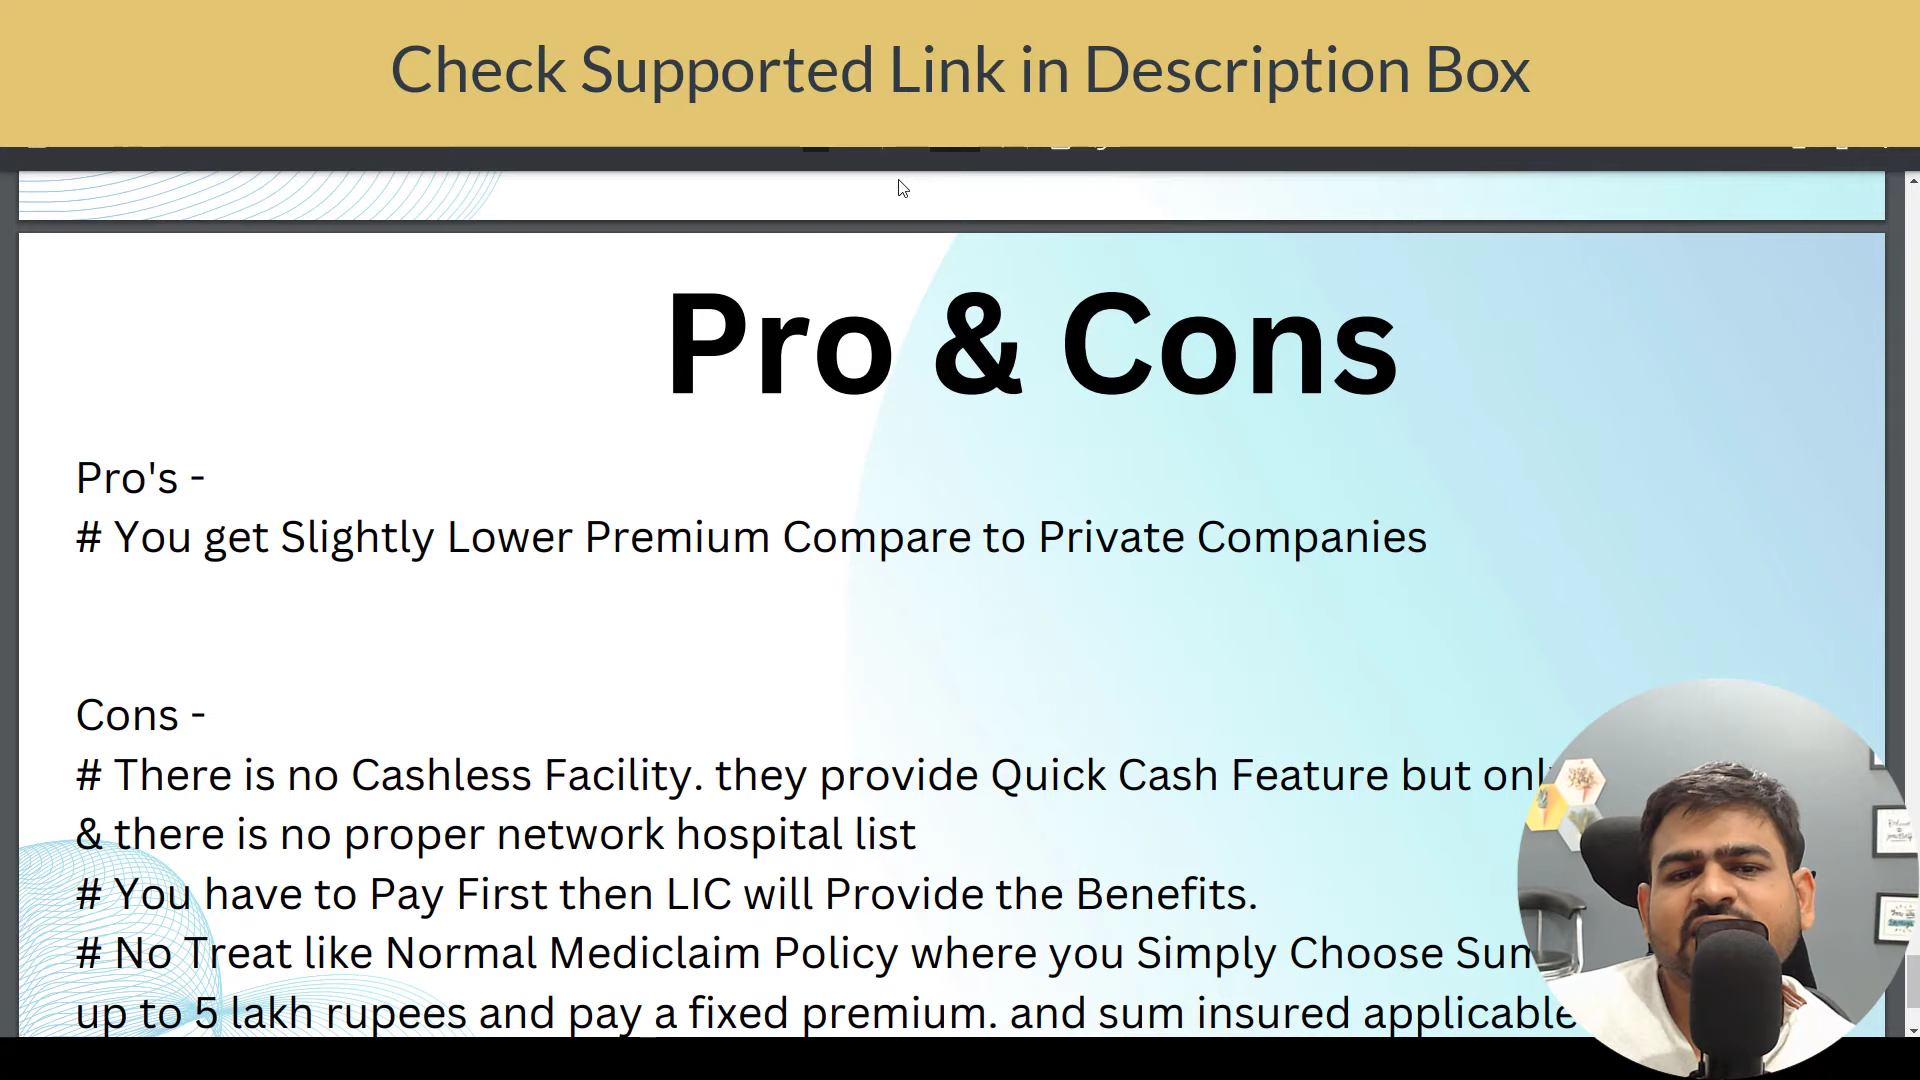 Check Supported Link in Description Box
Pro & Cons
Pro's -
# You get Slightly Lower Premium Compare to Private Companies
Cons -
# There is no Cashless Facility. they provide Quick Cash Feature but
& there is no proper network hospital list
# You have to Pay First then LIC will Provide the Benefits.
# No Treat like Normal Mediclaim Policy where you Simply Choose
up to 5 lakh rupees and pay a fixed premium. and sum insured applicable